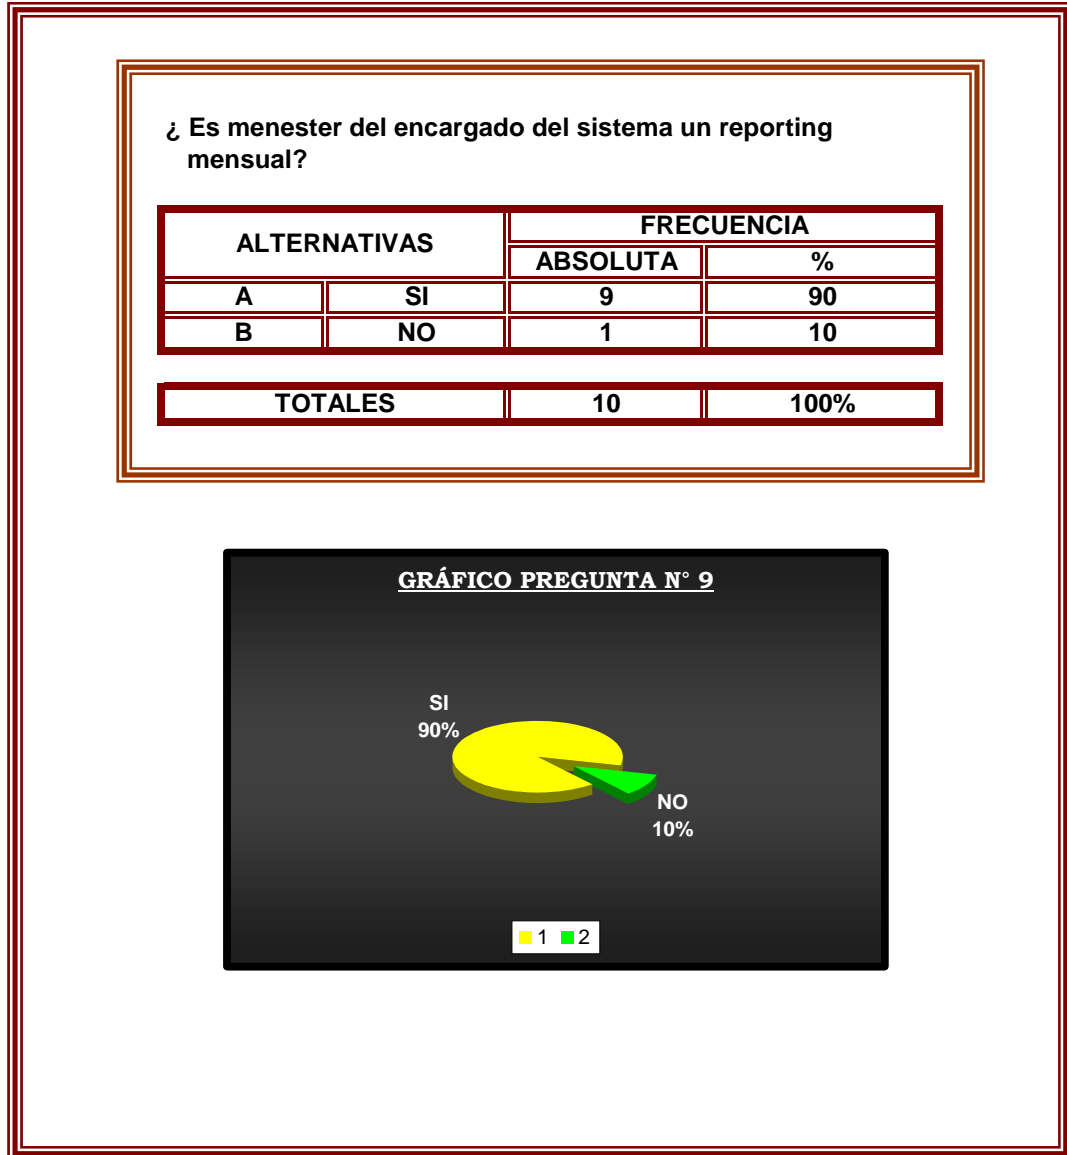 ¿ Es menester del encargado del sistema un reporting
mensual?
ALTERNATIVAS
FRECUENCIA
ABSOLUTA
%
A SI 9 90
B NO 1 10
TOTALES 10 100%
GRÁFICO PREGUNTA N° 9
SI
90%
NO
10%
1 2